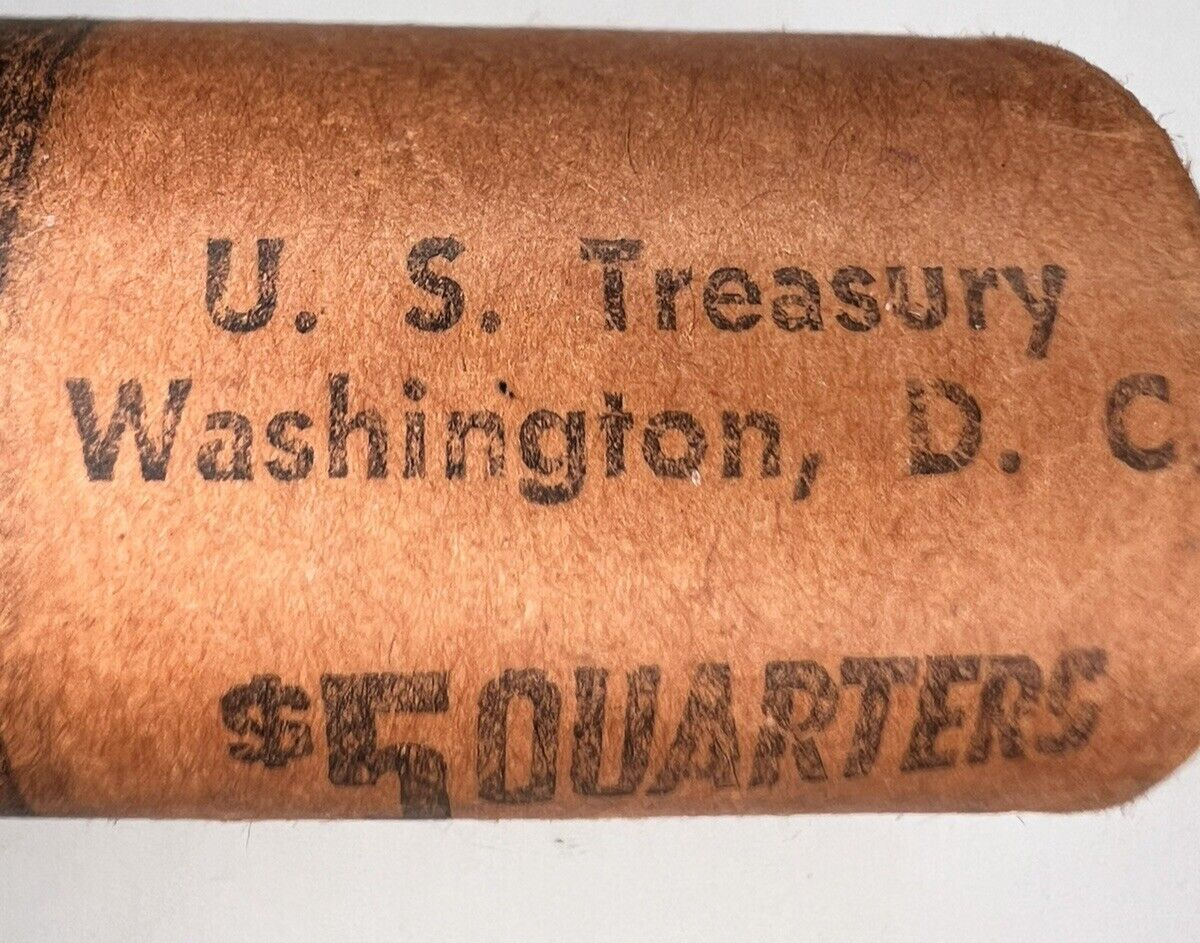 U. S. Treasury
Washington, D. C.
$5 QUARTERS